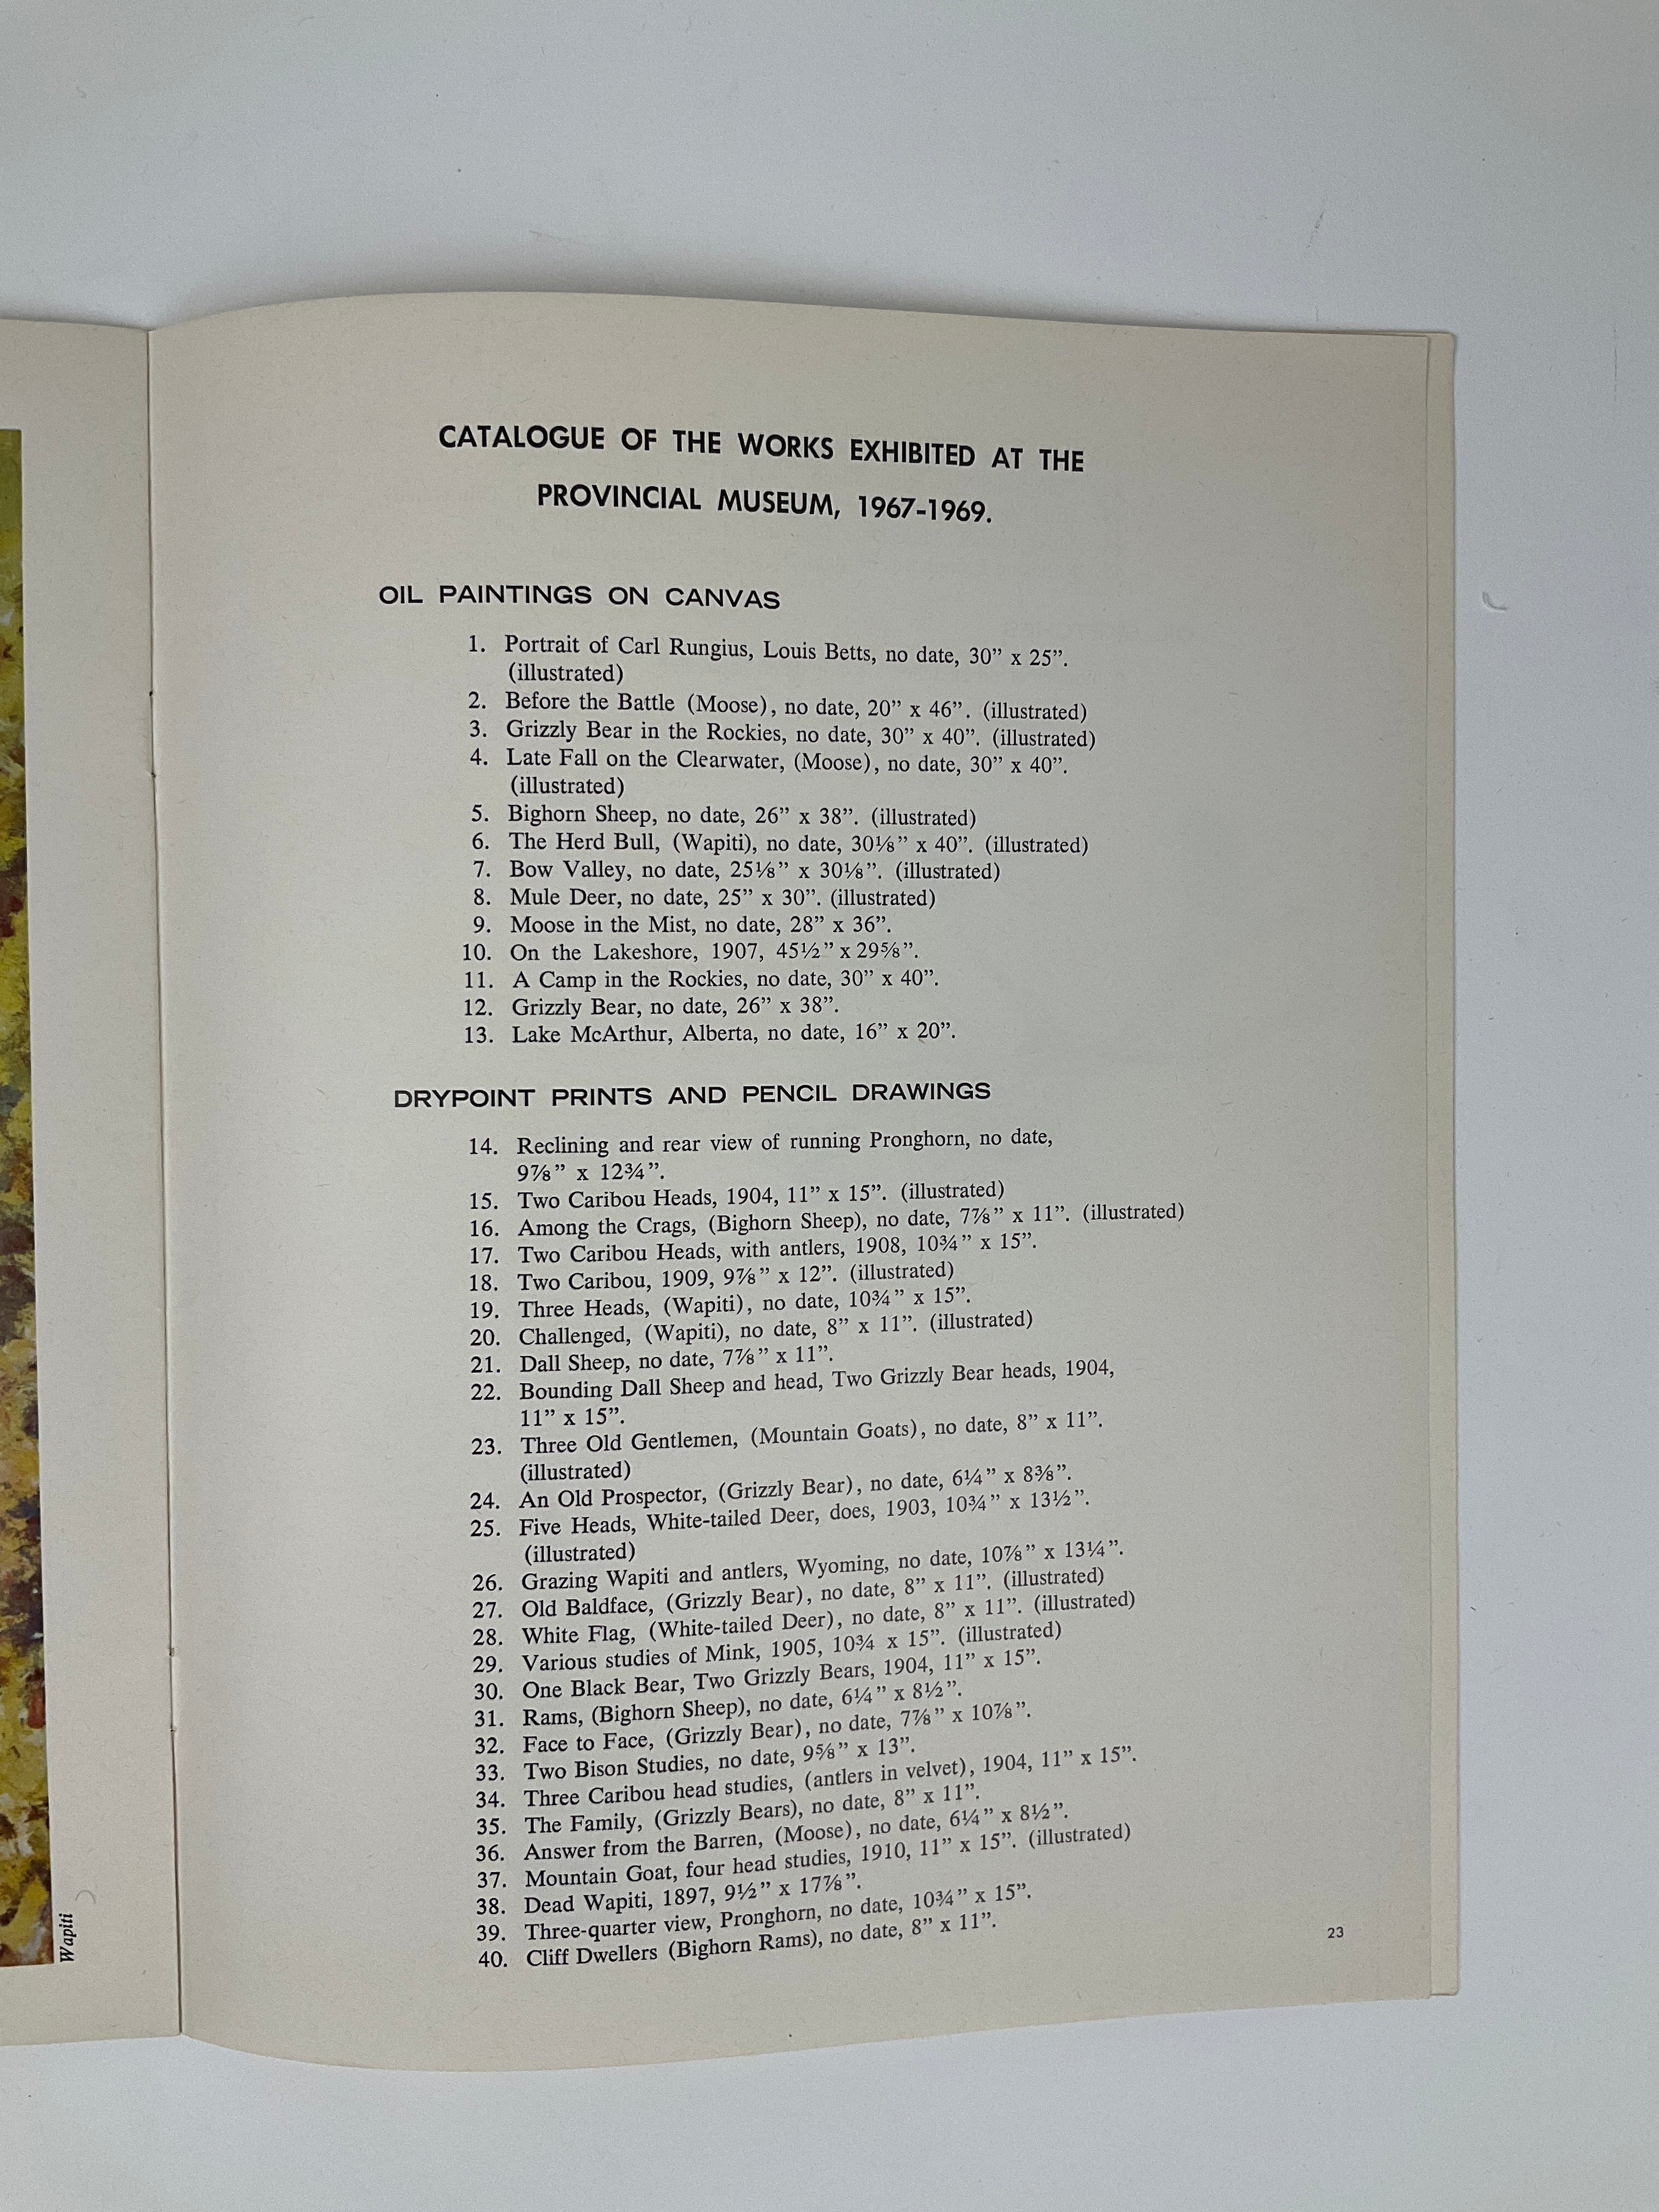 CATALOGUE OF THE WORKS EXHIBITED AT THE
PROVINCIAL MUSEUM, 1967-1969.
OIL PAINTINGS ON CANVAS
1. Portrait of Carl Rungius, Louis Betts, no date, 30” x 25”.
(illustrated)
2. Before the Battle (Moose), no date, 20” x 46”. (illustrated)
3. Grizzly Bear in the Rockies, no date, 30” x 40”. (illustrated)
4. Late Fall on the Clearwater, (Moose), no date, 30” x 40”.
(illustrated)
5. Bighorn Sheep, no date, 26” x 38”. (illustrated)
6. The Herd Bull, (Wapiti), no date, 30⅛” x 40”. (illustrated)
7. Bow Valley, no date, 25⅛” x 30⅛”. (illustrated)
8. Mule Deer, no date, 25” x 30”. (illustrated)
9. Moose in the Mist, no date, 28” x 36”.
10. On the Lakeshore, 1907, 45½” x 29⅝”.
11. A Camp in the Rockies, no date, 30” x 40”.
12. Grizzly Bear, no date, 26” x 38”.
13. Lake McArthur, Alberta, no date, 16” x 20”.
DRYPOINT PRINTS AND PENCIL DRAWINGS
14. Reclining and rear view of running Pronghorn, no date,
9⅞” x 12¾”.
15. Two Caribou Heads, 1904, 11” x 15”. (illustrated)
16. Among the Crags, (Bighorn Sheep), no date, 7⅞” x 11”. (illustrated)
17. Two Caribou Heads, with antlers, 1908, 10¾” x 15”.
18. Two Caribou, 1909, 9⅞” x 12”. (illustrated)
19. Three Heads, (Wapiti), no date, 10¾” x 15”.
20. Challenged, (Wapiti), no date, 8” x 11”. (illustrated)
21. Dall Sheep, no date, 7⅞” x 11”.
22. Bounding Dall Sheep and head, Two Grizzly Bear heads, 1904,
11” x 15”.
23. Three Old Gentlemen, (Mountain Goats), no date, 8” x 11”.
(illustrated)
24. An Old Prospector, (Grizzly Bear), no date, 6¼” x 8⅜”.
25. Five Heads, White-tailed Deer, does, 1903, 10¾” x 13½”.
(illustrated)
26. Grazing Wapiti and antlers, Wyoming, no date, 10⅞” x 13¼”.
27. Old Baldface, (Grizzly Bear), no date, 8” x 11”. (illustrated)
28. White Flag, (White-tailed Deer), no date, 8” x 11”. (illustrated)
29. Various studies of Mink, 1905, 10¾ x 15”. (illustrated)
30. One Black Bear, Two Grizzly Bears, 1904, 11” x 15”.
31. Rams, (Bighorn Sheep), no date, 6¼” x 8½”.
32. Face to Face, (Grizzly Bear), no date, 7⅞” x 10⅞”.
33. Two Bison Studies, no date, 9⅝” x 13”.
34. Three Caribou head studies, (antlers in velvet), 1904, 11” x 15”.
35. The Family, (Grizzly Bears), no date, 8” x 11”.
36. Answer from the Barren, (Moose), no date, 6¼” x 8½”.
37. Mountain Goat, four head studies, 1910, 11” x 15”. (illustrated)
38. Dead Wapiti, 1897, 9½” x 17⅞”.
39. Three-quarter view, Pronghorn, no date, 10¾” x 15”.
40. Cliff Dwellers (Bighorn Rams), no date, 8” x 11”.
23
Wapiti